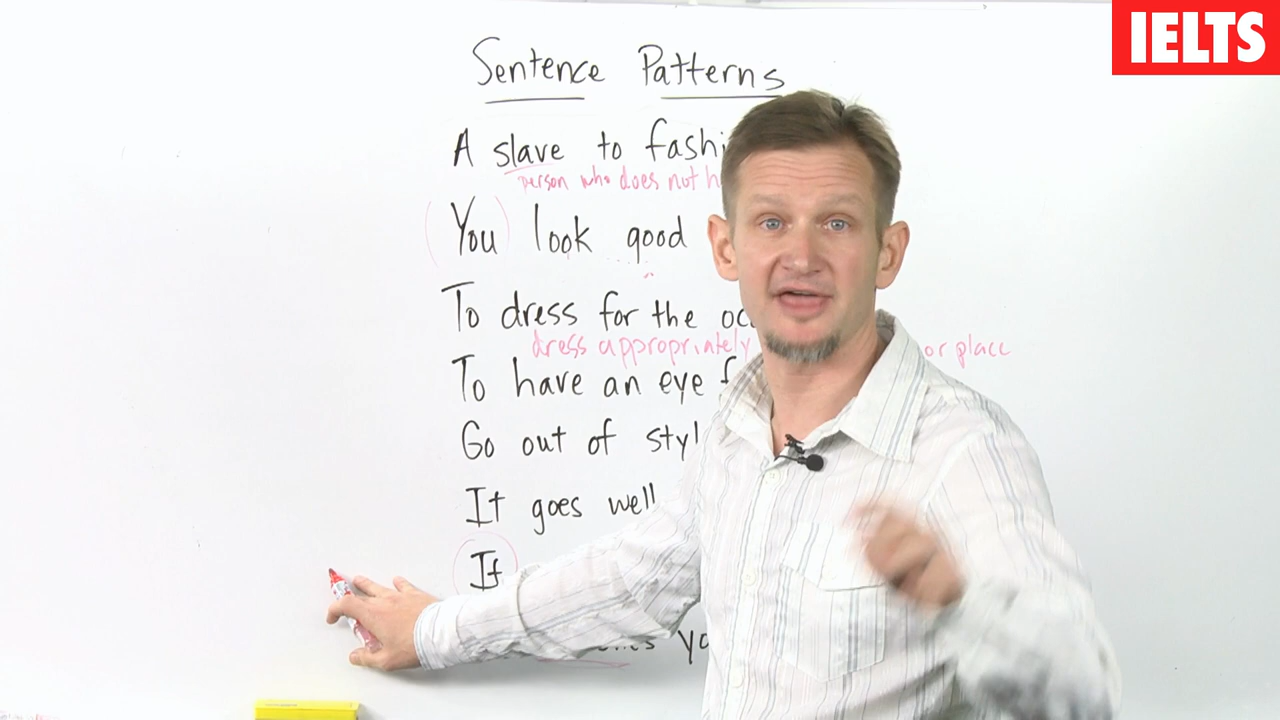 IELTS
Sentence Patterns
A slave to fashi
person who does not h
(You) look good
To dress for the oc
dress appropriately or place
To have an eye f
Go out of styl
It goes well
It
yo